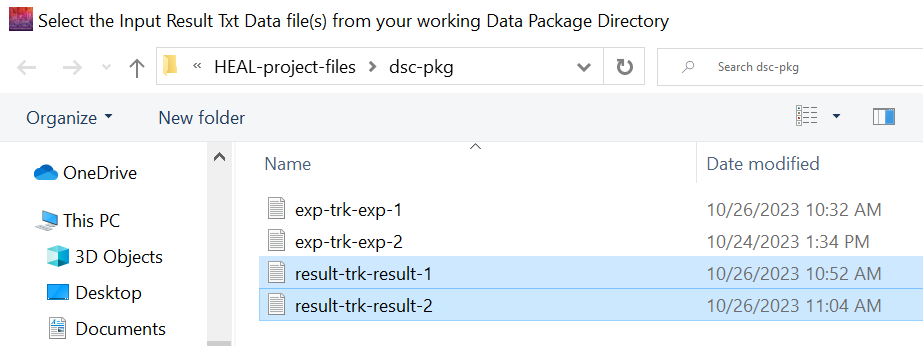 Select the Input Result Txt Data file(s) from your working Data Package Directory
« HEAL-project-files > dsc-pkg
Search dsc-pkg
Organize
New folder
Name
Date modified
OneDrive
This PC
3D Objects
Desktop
Documents
exp-trk-exp-1 10/26/2023 10:32 AM
exp-trk-exp-2 10/24/2023 1:34 PM
result-trk-result-1 10/26/2023 10:52 AM
result-trk-result-2 10/26/2023 11:04 AM